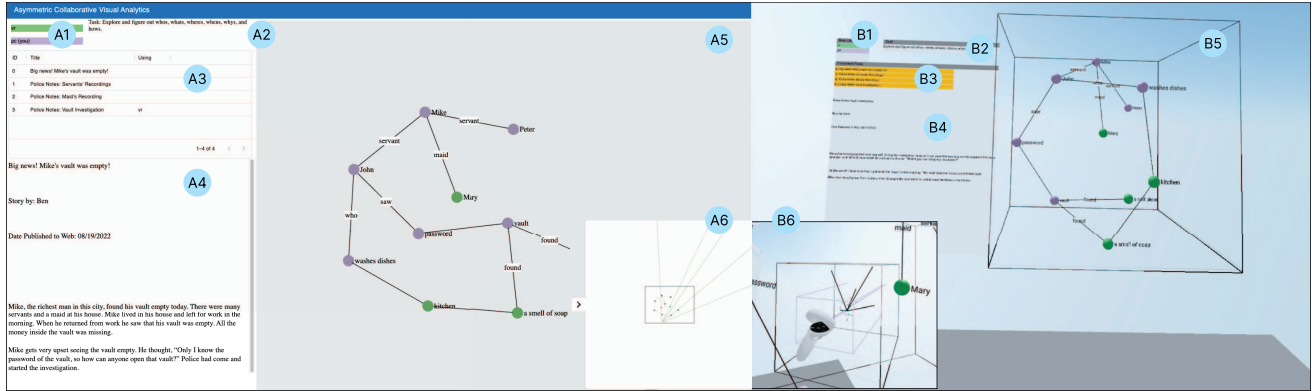 Asymmetric Collaborative Visual Analytics
vr
pc (you)
A1
Task: Explore and figure out whos, whats, wheres, whens, whys, and
hows.
A2
ID Title Using
0 Big news! Mike's vault was empty!
1 Police Notes: Servants' Recordings
2 Police Notes: Maid's Recording
3 Police Notes: Vault Investigation vr
A3
1–4 of 4
Big news! Mike's vault was empty!
A4
Story by: Ben
Date Published to Web: 08/19/2022
Mike, the richest man in this city, found his vault empty today. There were many
servants and a maid at his house. Mike lived in his house and left for work in the
morning. When he returned from work he saw that his vault was empty. All the
money inside the vault was missing.
Mike gets very upset seeing the vault empty. He thought, “Only I know the
password of the vault, so how can anyone open that vault?” Police had come and
started the investigation.
A5
Mike
servant
Peter
servant
maid
John
Mary
saw
who
password
vault
found
washes dishes
found
kitchen
a smell of soap
A6
B1
B2
B3
B4
B5
Mike
servant
John
washes dishes
maid
Peter
Mary
saw
password
kitchen
vault
found
found
a smell of soap
B6
maid
Mary